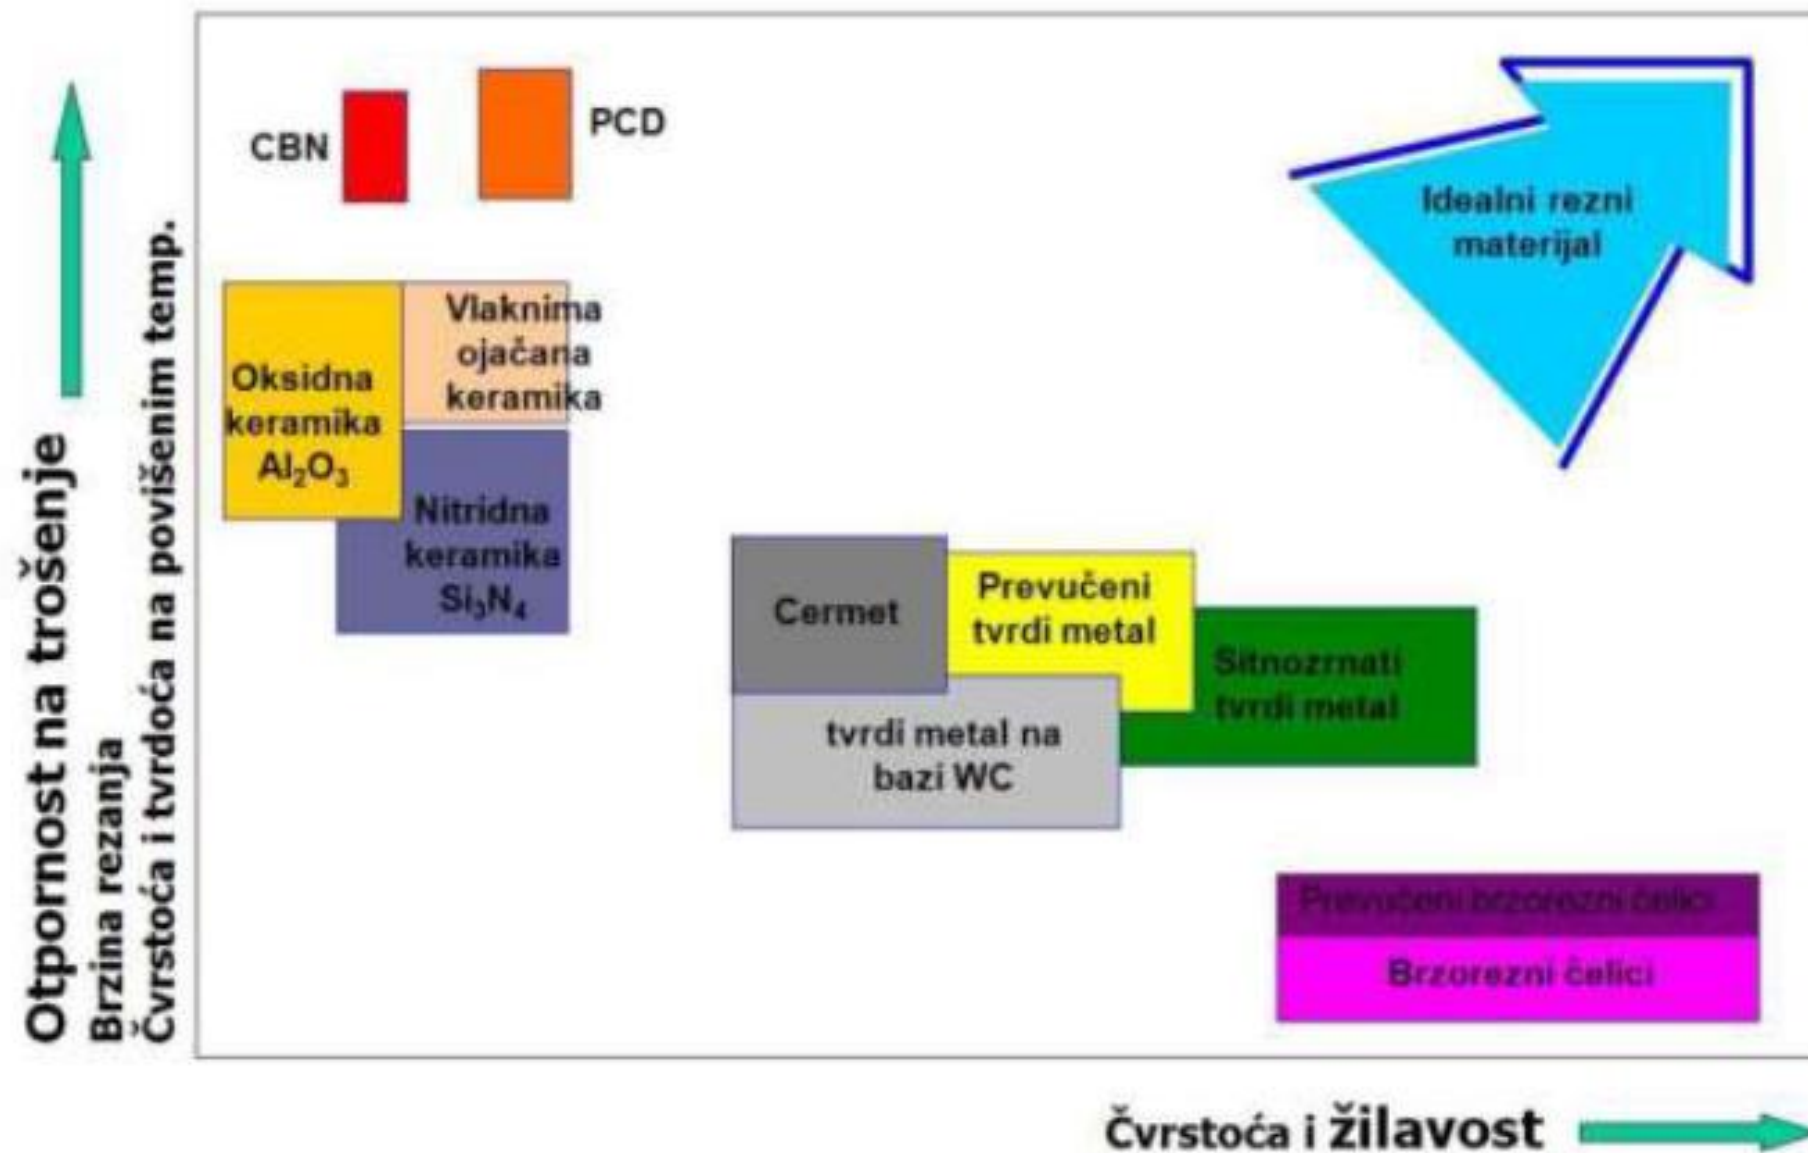 Otpornost na trošenje
Brzina rezanja
Čvrstoća i tvrdoća na povišenim temp.
CBN
PCD
Idealni rezni
materijal
Oksidna
keramika
Al₂O₃
Vlaknima
ojačana
keramika
Nitridna
keramika
Si₃N₄
Cermet
Prevučeni
tvrdi metal
Sitnozrnati
tvrdi metal
tvrdi metal na
bazi WC
Prevučeni brzorezni čelici
Brzorezni čelici
Čvrstoća i žilavost